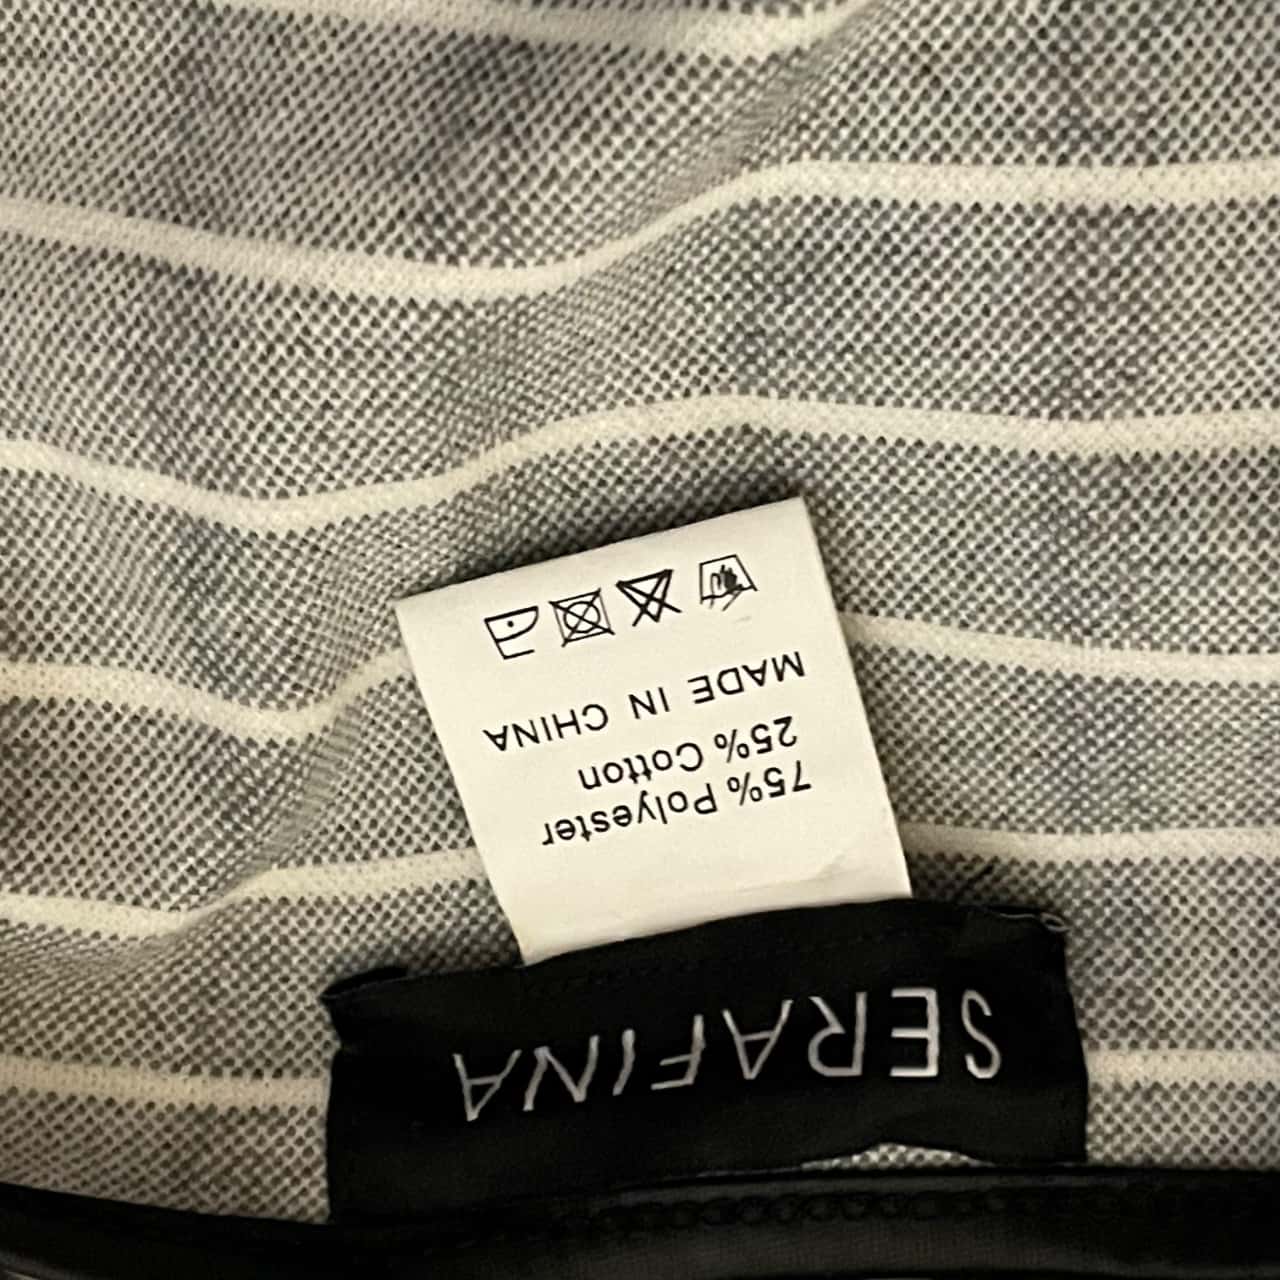 SERAFINA
75% Polyester
25% Cotton
MADE IN CHINA